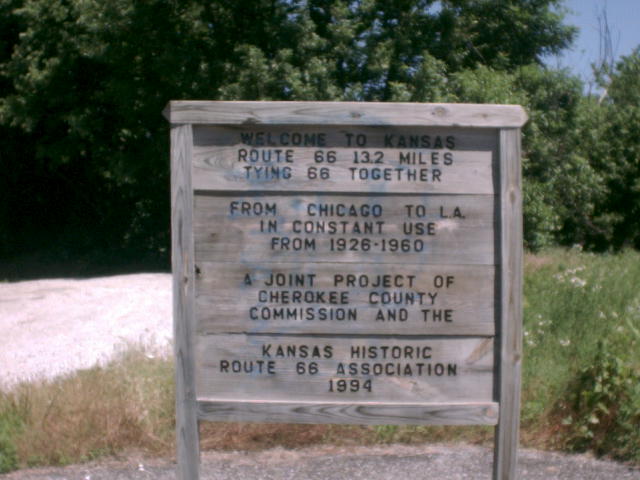 WELCOME TO KANSAS
ROUTE 66 13.2 MILES
TYING 66 TOGETHER
FROM CHICAGO TO L.A.
IN CONSTANT USE
FROM 1926-1960
A JOINT PROJECT OF
CHEROKEE COUNTY
COMMISSION AND THE
KANSAS HISTORIC
ROUTE 66 ASSOCIATION
1994